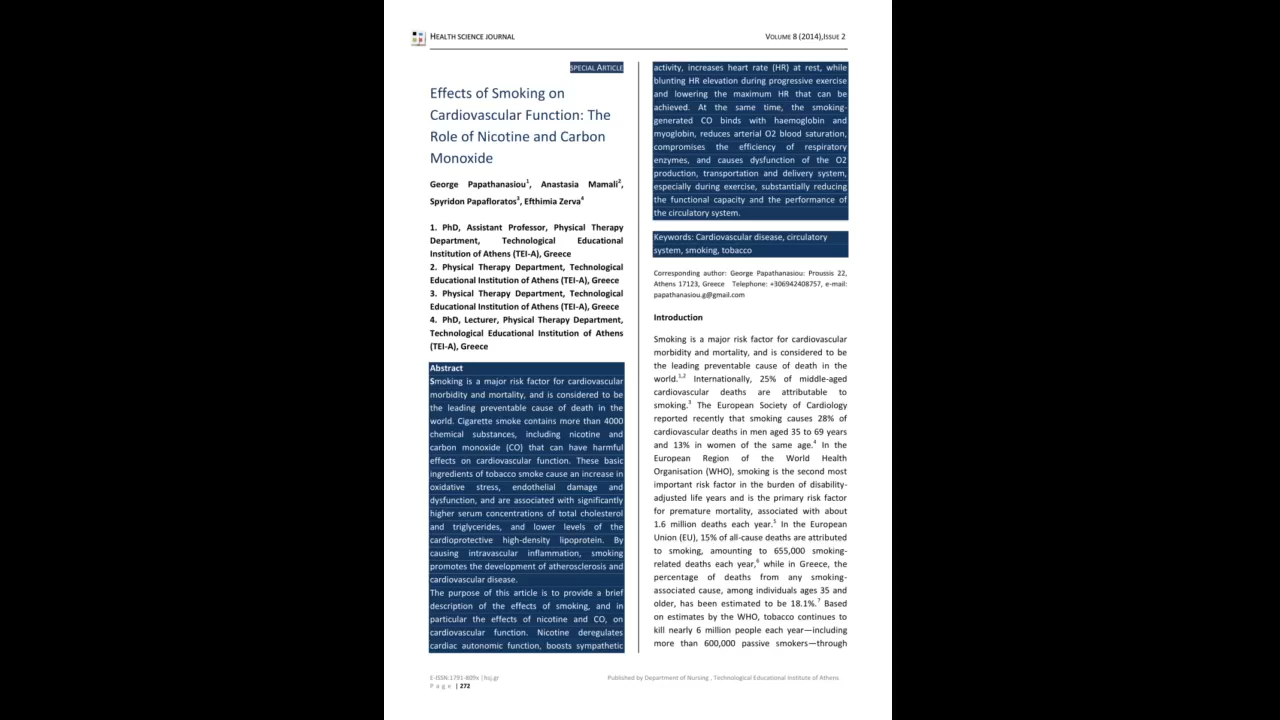 HEALTH SCIENCE JOURNAL
VOLUME 8 (2014),ISSUE 2
SPECIAL ARTICLE
Effects of Smoking on
Cardiovascular Function: The
Role of Nicotine and Carbon
Monoxide
George Papathanasiou1, Anastasia Mamali2,
Spyridon Papafloratos3, Efthimia Zerva4
1. PhD, Assistant Professor, Physical Therapy
Department, Technological Educational
Institution of Athens (TEI-A), Greece
2. Physical Therapy Department, Technological
Educational Institution of Athens (TEI-A), Greece
3. Physical Therapy Department, Technological
Educational Institution of Athens (TEI-A), Greece
4. PhD, Lecturer, Physical Therapy Department,
Technological Educational Institution of Athens
(TEI-A), Greece
Abstract
Smoking is a major risk factor for cardiovascular
morbidity and mortality, and is considered to be
the leading preventable cause of death in the
world. Cigarette smoke contains more than 4000
chemical substances, including nicotine and
carbon monoxide (CO) that can have harmful
effects on cardiovascular function. These basic
ingredients of tobacco smoke cause an increase in
oxidative stress, endothelial damage and
dysfunction, and are associated with significantly
higher serum concentrations of total cholesterol
and triglycerides, and lower levels of the
cardioprotective high-density lipoprotein. By
causing intravascular inflammation, smoking
promotes the development of atherosclerosis and
cardiovascular disease.
The purpose of this article is to provide a brief
description of the effects of smoking, and in
particular the effects of nicotine and CO, on
cardiovascular function. Nicotine deregulates
cardiac autonomic function, boosts sympathetic
activity, increases heart rate (HR) at rest, while
blunting HR elevation during progressive exercise
and lowering the maximum HR that can be
achieved. At the same time, the smoking-
generated CO binds with haemoglobin and
myoglobin, reduces arterial O2 blood saturation,
compromises the efficiency of respiratory
enzymes, and causes dysfunction of the O2
production, transportation and delivery system,
especially during exercise, substantially reducing
the functional capacity and the performance of
the circulatory system.
Keywords: Cardiovascular disease, circulatory
system, smoking, tobacco
Corresponding author: George Papathanasiou: Proussis 22,
Athens 17123, Greece Telephone: +306942408757, e-mail:
papathanasiou.g@gmail.com
Introduction
Smoking is a major risk factor for cardiovascular
morbidity and mortality, and is considered to be
the leading preventable cause of death in the
world.1,2 Internationally, 25% of middle-aged
cardiovascular deaths are attributable to
smoking.3 The European Society of Cardiology
reported recently that smoking causes 28% of
cardiovascular deaths in men aged 35 to 69 years
and 13% in women of the same age.4 In the
European Region of the World Health
Organisation (WHO), smoking is the second most
important risk factor in the burden of disability-
adjusted life years and is the primary risk factor
for premature mortality, associated with about
1.6 million deaths each year.5 In the European
Union (EU), 15% of all-cause deaths are attributed
to smoking, amounting to 655,000 smoking-
related deaths each year,6 while in Greece, the
percentage of deaths from any smoking-
associated cause, among individuals ages 35 and
older, has been estimated to be 18.1%.7 Based
on estimates by the WHO, tobacco continues to
kill nearly 6 million people each year—including
more than 600,000 passive smokers—through
E-ISSN:1791-809x | hsj.gr
Published by Department of Nursing , Technological Educational Institute of Athens
P a g e | 272